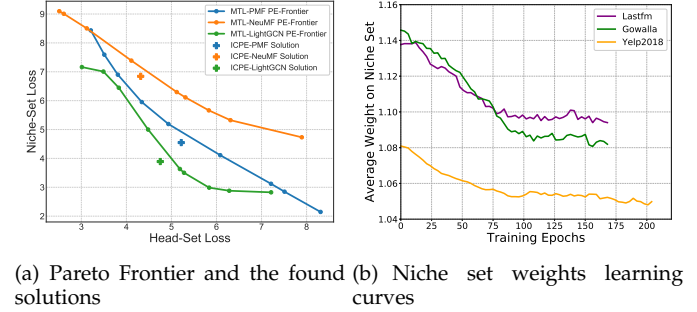 MTL-PMF PE-Frontier
MTL-NeuMF PE-Frontier
MTL-LightGCN PE-Frontier
ICPE-PMF Solution
ICPE-NeuMF Solution
ICPE-LightGCN Solution
Niche-Set Loss
9
8
7
6
5
4
3
2
3 4 5 6 7 8
Head-Set Loss
Lastfm
Gowalla
Yelp2018
Average Weight on Niche Set
1.16
1.14
1.12
1.10
1.08
1.06
1.04
0 25 50 75 100 125 150 175 200
Training Epochs
(a) Pareto Frontier and the found
solutions
(b) Niche set weights learning
curves